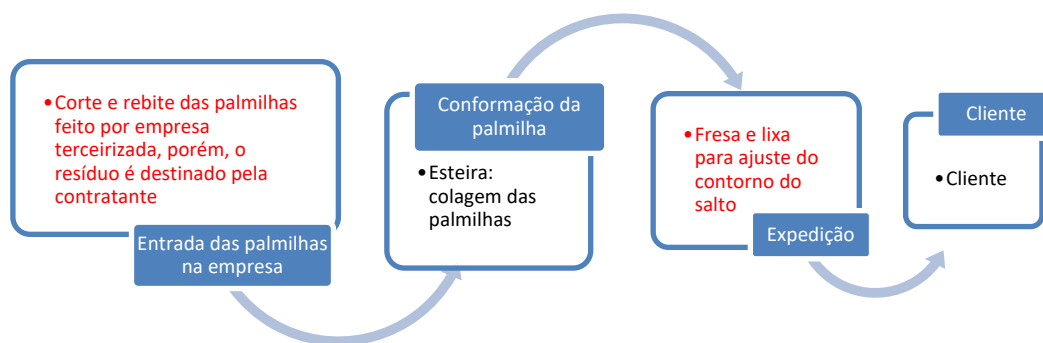 •Corte e rebite das palmilhas
feito por empresa
terceirizada, porém, o
resíduo é destinado pela
contratante
Entrada das palmilhas
na empresa
Conformação da
palmilha
•Esteira:
colagem das
palmilhas
•Fresa e lixa
para ajuste do
contorno do
salto
Expedição
Cliente
•Cliente